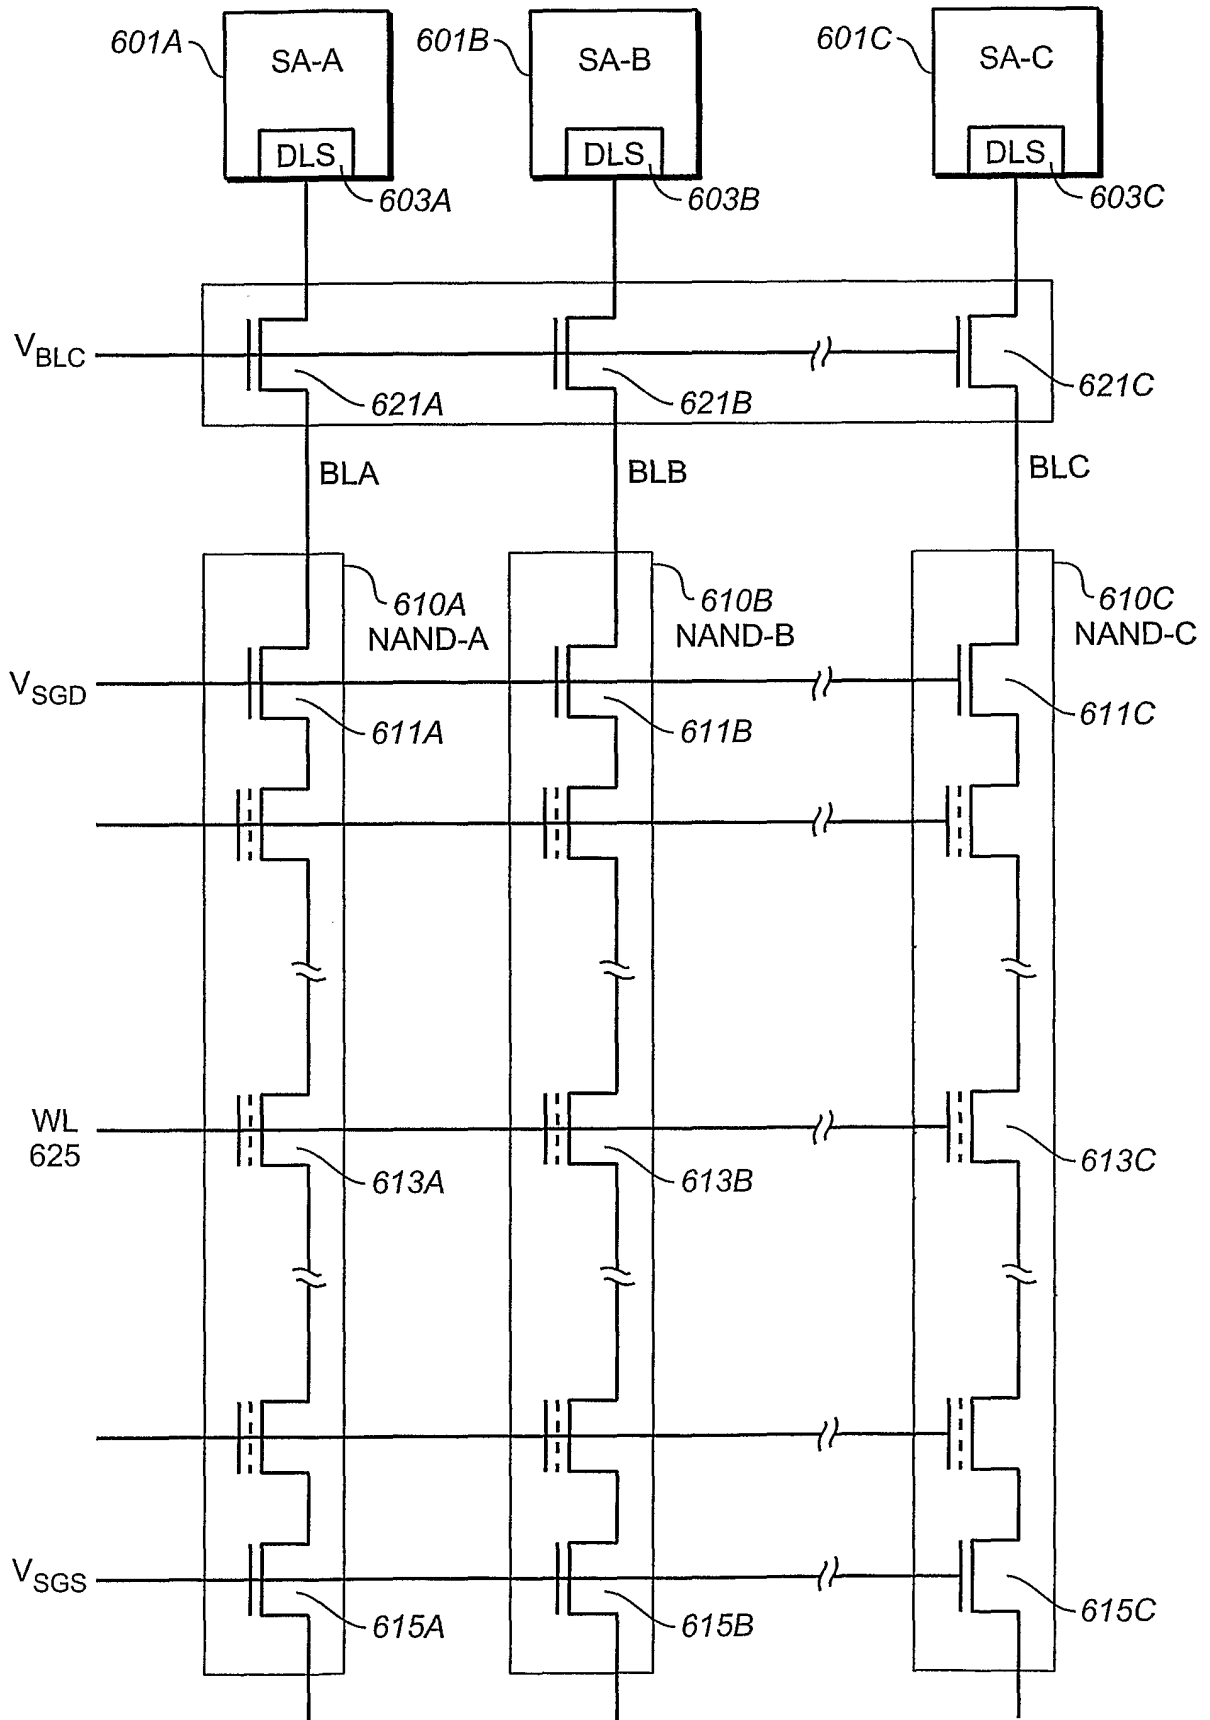 601A
SA-A
601B
SA-B
601C
SA-C
DLS
DLS
DLS
603A
603B
603C
VBLC
621A
621B
621C
BLA
BLB
BLC
610A
NAND-A
610B
NAND-B
610C
NAND-C
VSGD
611A
611B
611C
WL
625
613A
613B
613C
VSGS
615A
615B
615C